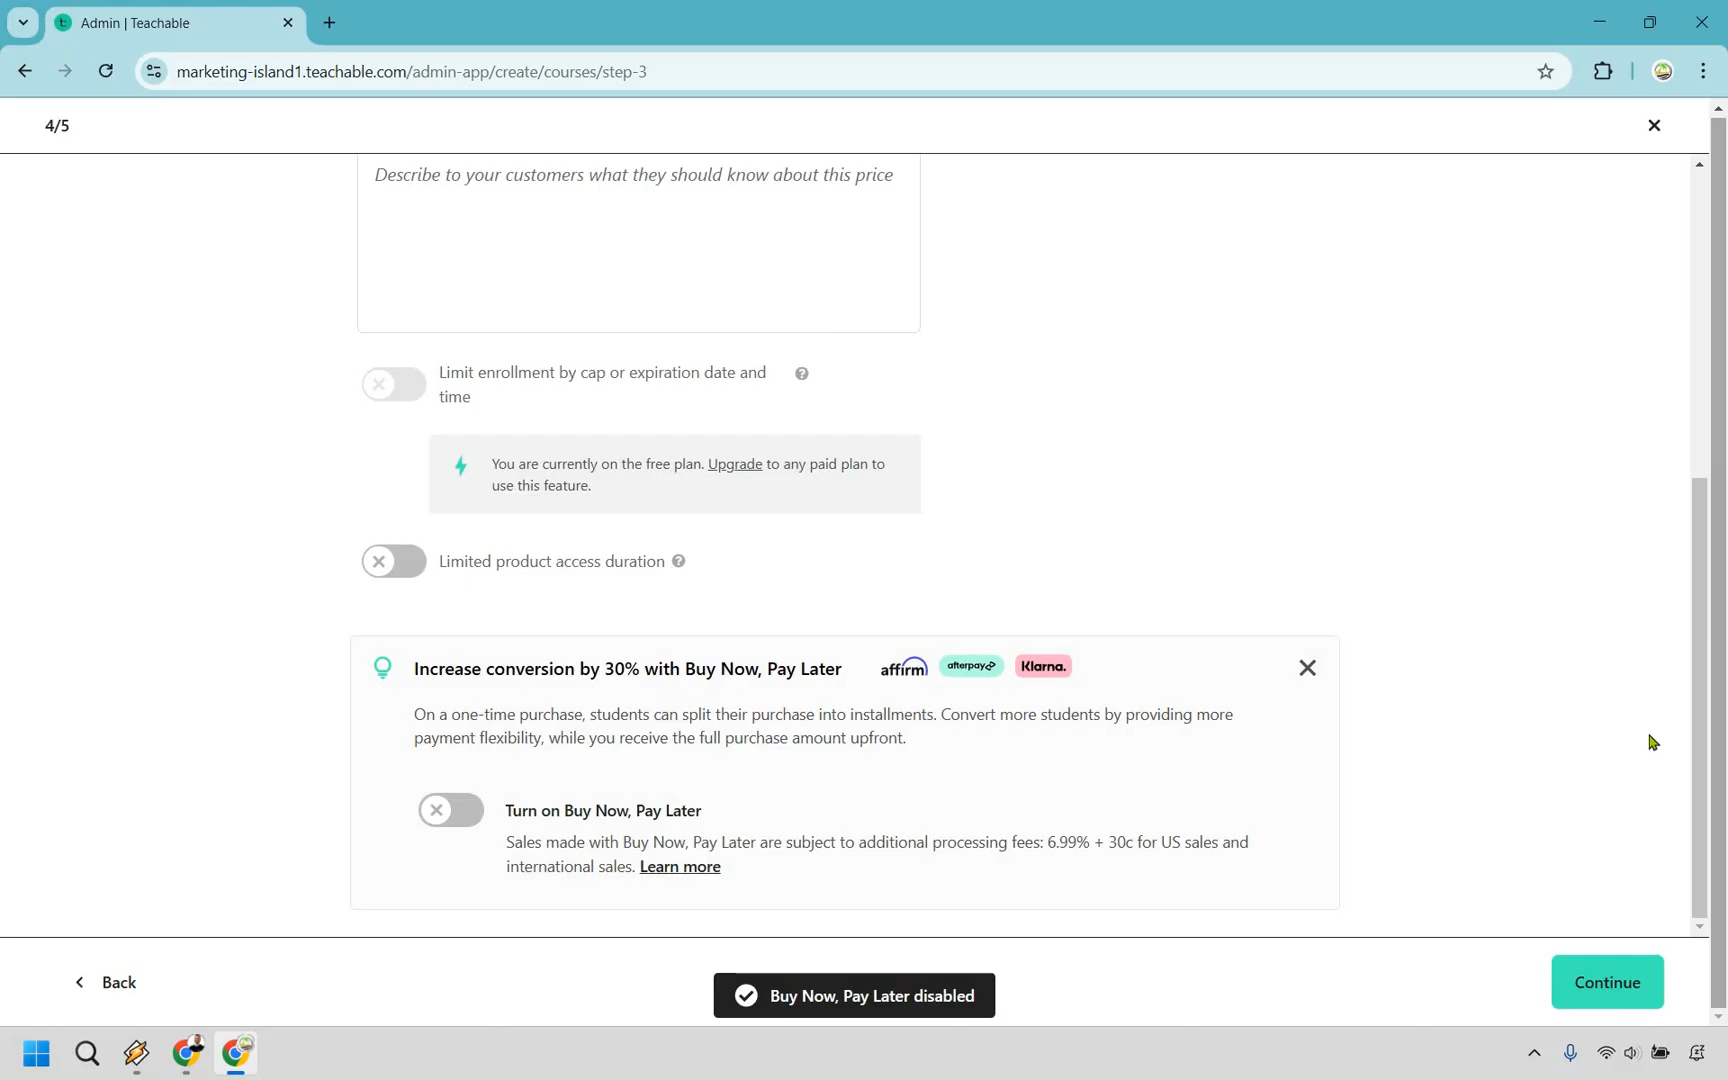 Admin | Teachable
marketing-island1.teachable.com/admin-app/create/courses/step-3
4/5
Describe to your customers what they should know about this price
Limit enrollment by cap or expiration date and
time
You are currently on the free plan. Upgrade to any paid plan to
use this feature.
Limited product access duration
Increase conversion by 30% with Buy Now, Pay Later affirm afterpay Klarna.
On a one-time purchase, students can split their purchase into installments. Convert more students by providing more
payment flexibility, while you receive the full purchase amount upfront.
Turn on Buy Now, Pay Later
Sales made with Buy Now, Pay Later are subject to additional processing fees: 6.99% + 30c for US sales and
international sales. Learn more
Back
Buy Now, Pay Later disabled
Continue